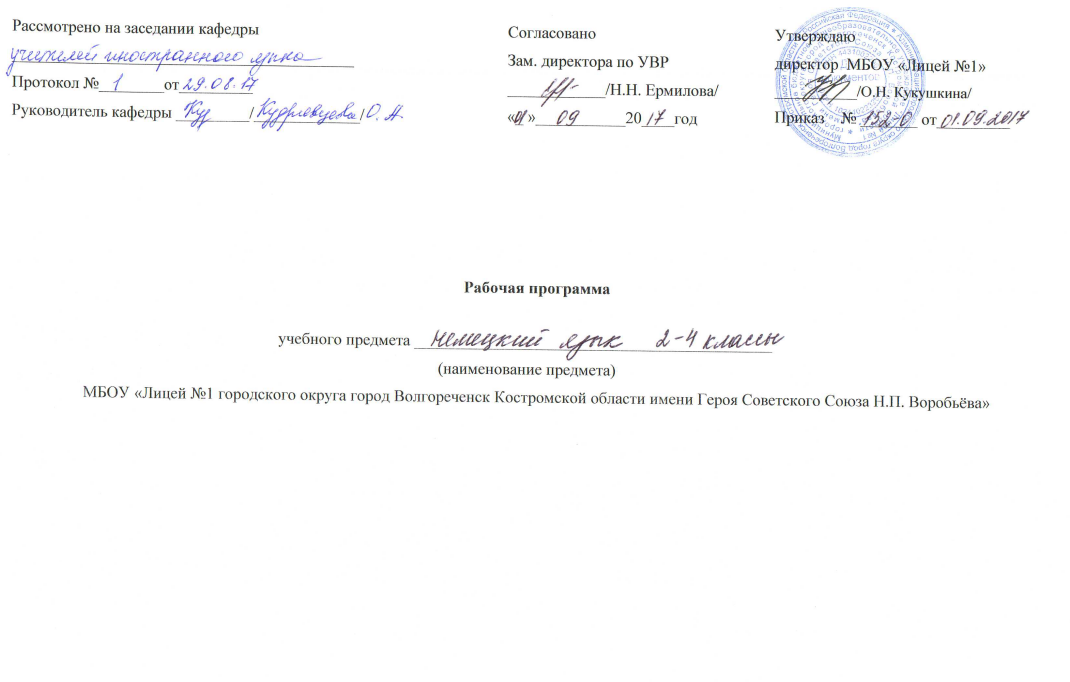 Рассмотрено на заседании кафедры
учителей иностранного языка
Протокол № 1 от 29.08.17
Руководитель кафедры / Кудрявцева / О.А.
Согласовано
Зам. директора по УВР
/Н.Н. Ермилова/
«01» 09 2017 год
Утверждаю
директор МБОУ «Лицей №1»
/О.Н. Кукушкина/
Приказ № 152-О от 01.09.2017
Рабочая программа
учебного предмета немецкий язык 2-4 классы
(наименование предмета)
МБОУ «Лицей №1 городского округа город Волгореченск Костромской области имени Героя Советского Союза Н.П. Воробьёва»